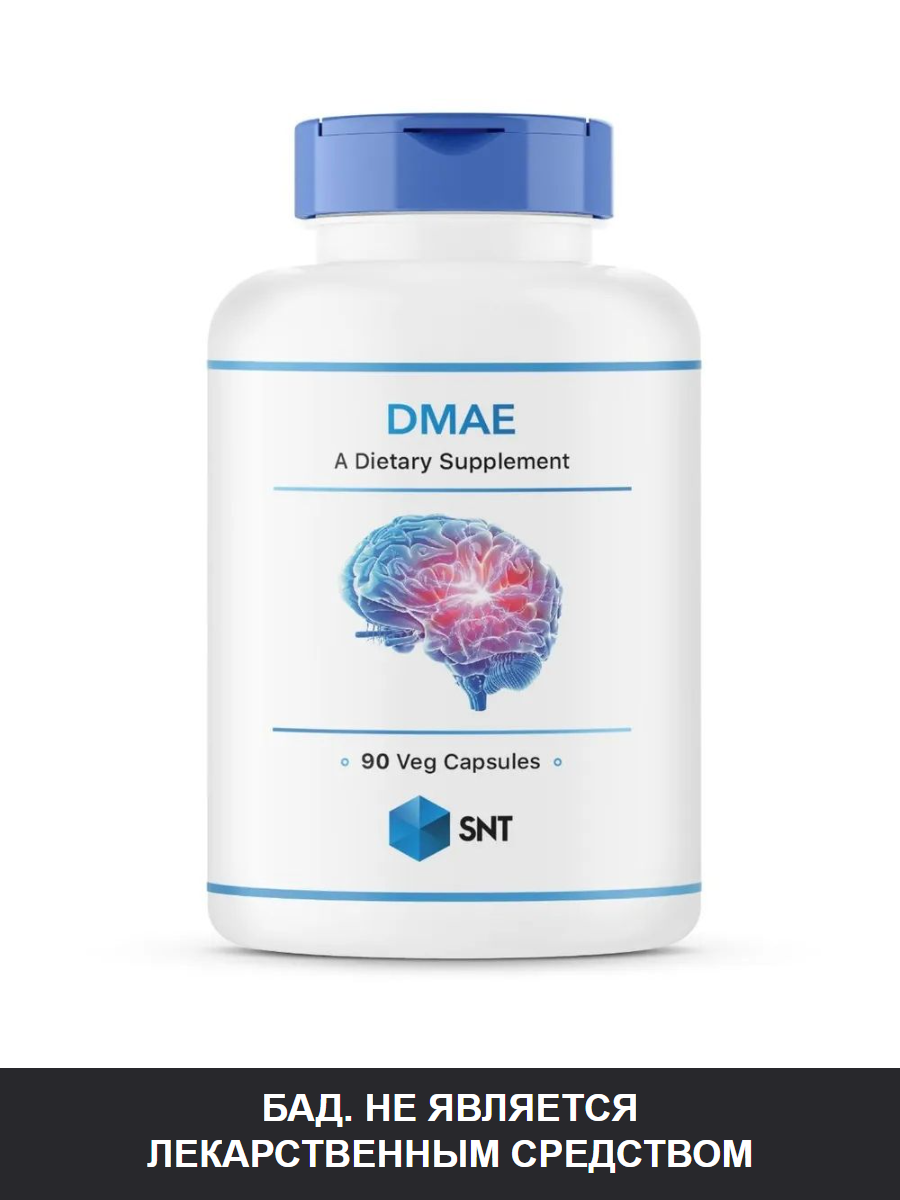 DMAE
A Dietary Supplement
90 Veg Capsules
SNT
БАД. НЕ ЯВЛЯЕТСЯ
ЛЕКАРСТВЕННЫМ СРЕДСТВОМ